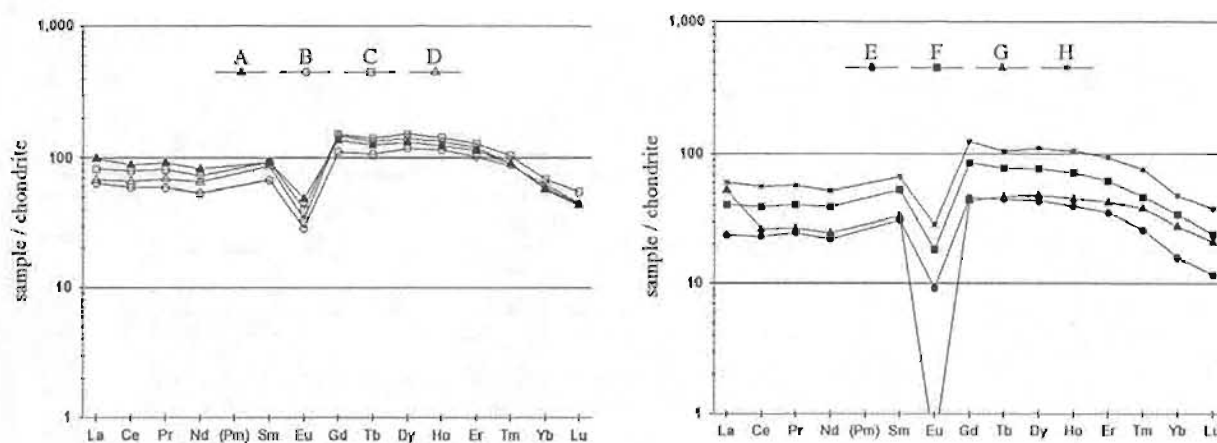 1,000
A B C D
100
10
1
sample / chondrite
La Ce Pr Nd (Pm) Sm Eu Gd Tb Dy Ho Er Tm Yb Lu
1,000
E F G H
100
10
1
sample / chondrite
La Ce Pr Nd (Pm) Sm Eu Gd Tb Dy Ho Er Tm Yb Lu